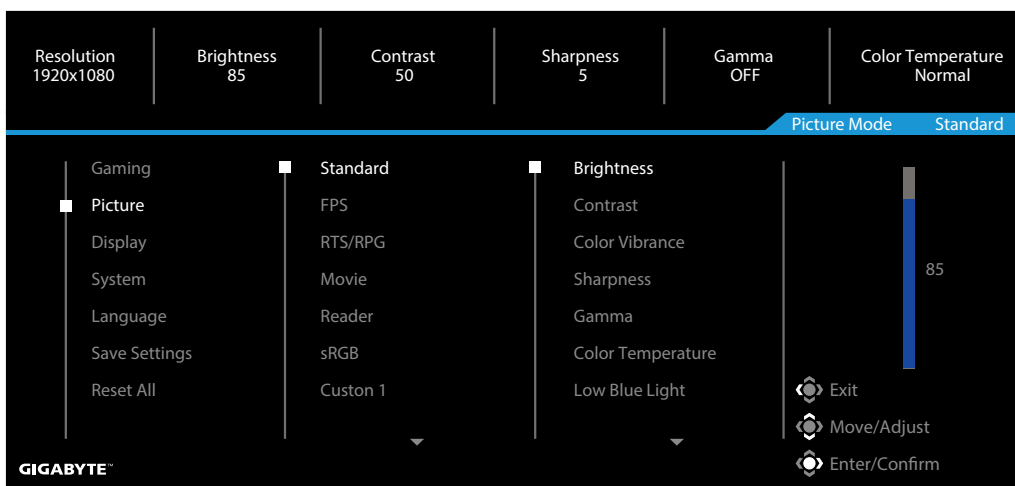 Resolution
1920x1080
Brightness
85
Contrast
50
Sharpness
5
Gamma
OFF
Color Temperature
Normal
Picture Mode Standard
Gaming
Picture
Display
System
Language
Save Settings
Reset All
Standard
FPS
RTS/RPG
Movie
Reader
sRGB
Custon 1
Brightness
Contrast
Color Vibrance
Sharpness
Gamma
Color Temperature
Low Blue Light
85
Exit
Move/Adjust
Enter/Confirm
GIGABYTE™